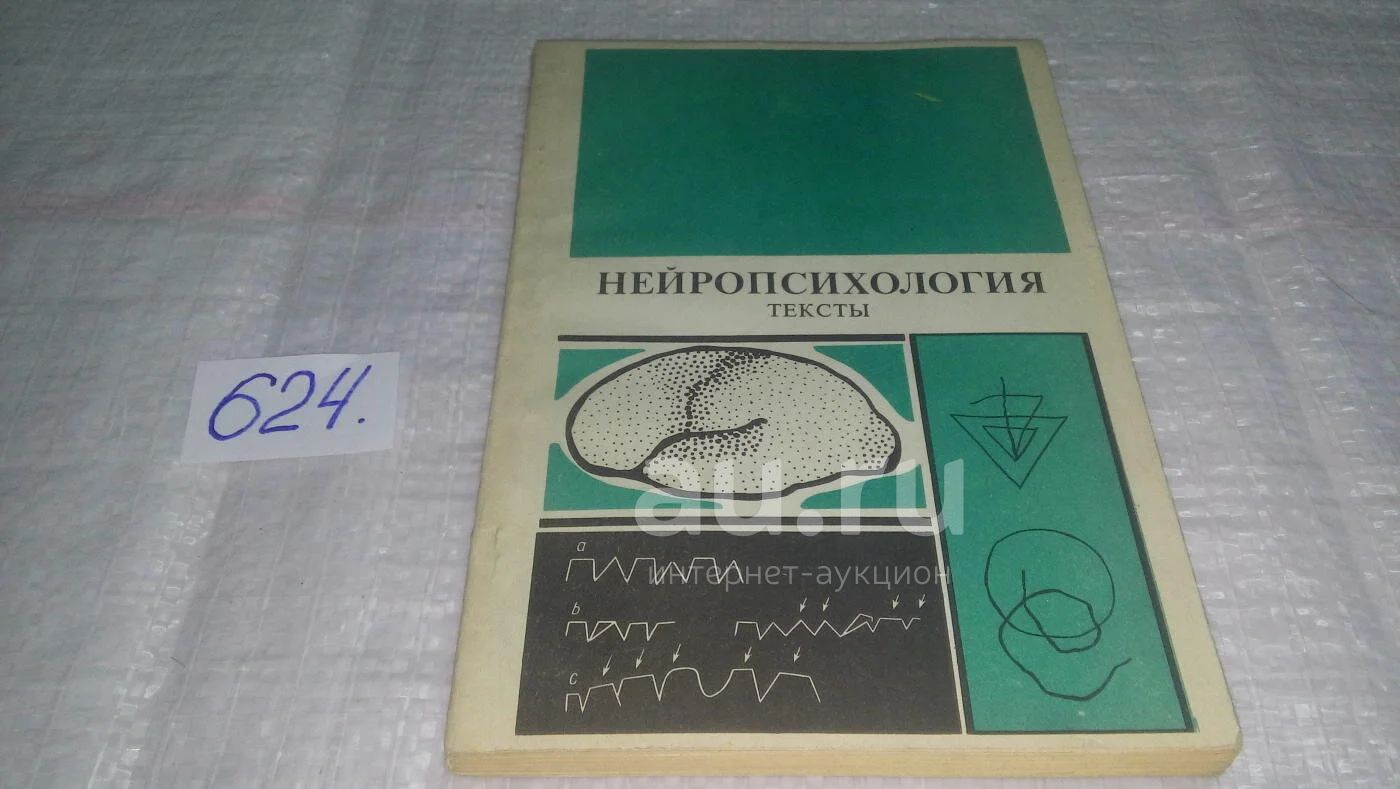 НЕЙРОПСИХОЛОГИЯ
ТЕКСТЫ
624.
au.ru
интернет-аукцион
a
b
c